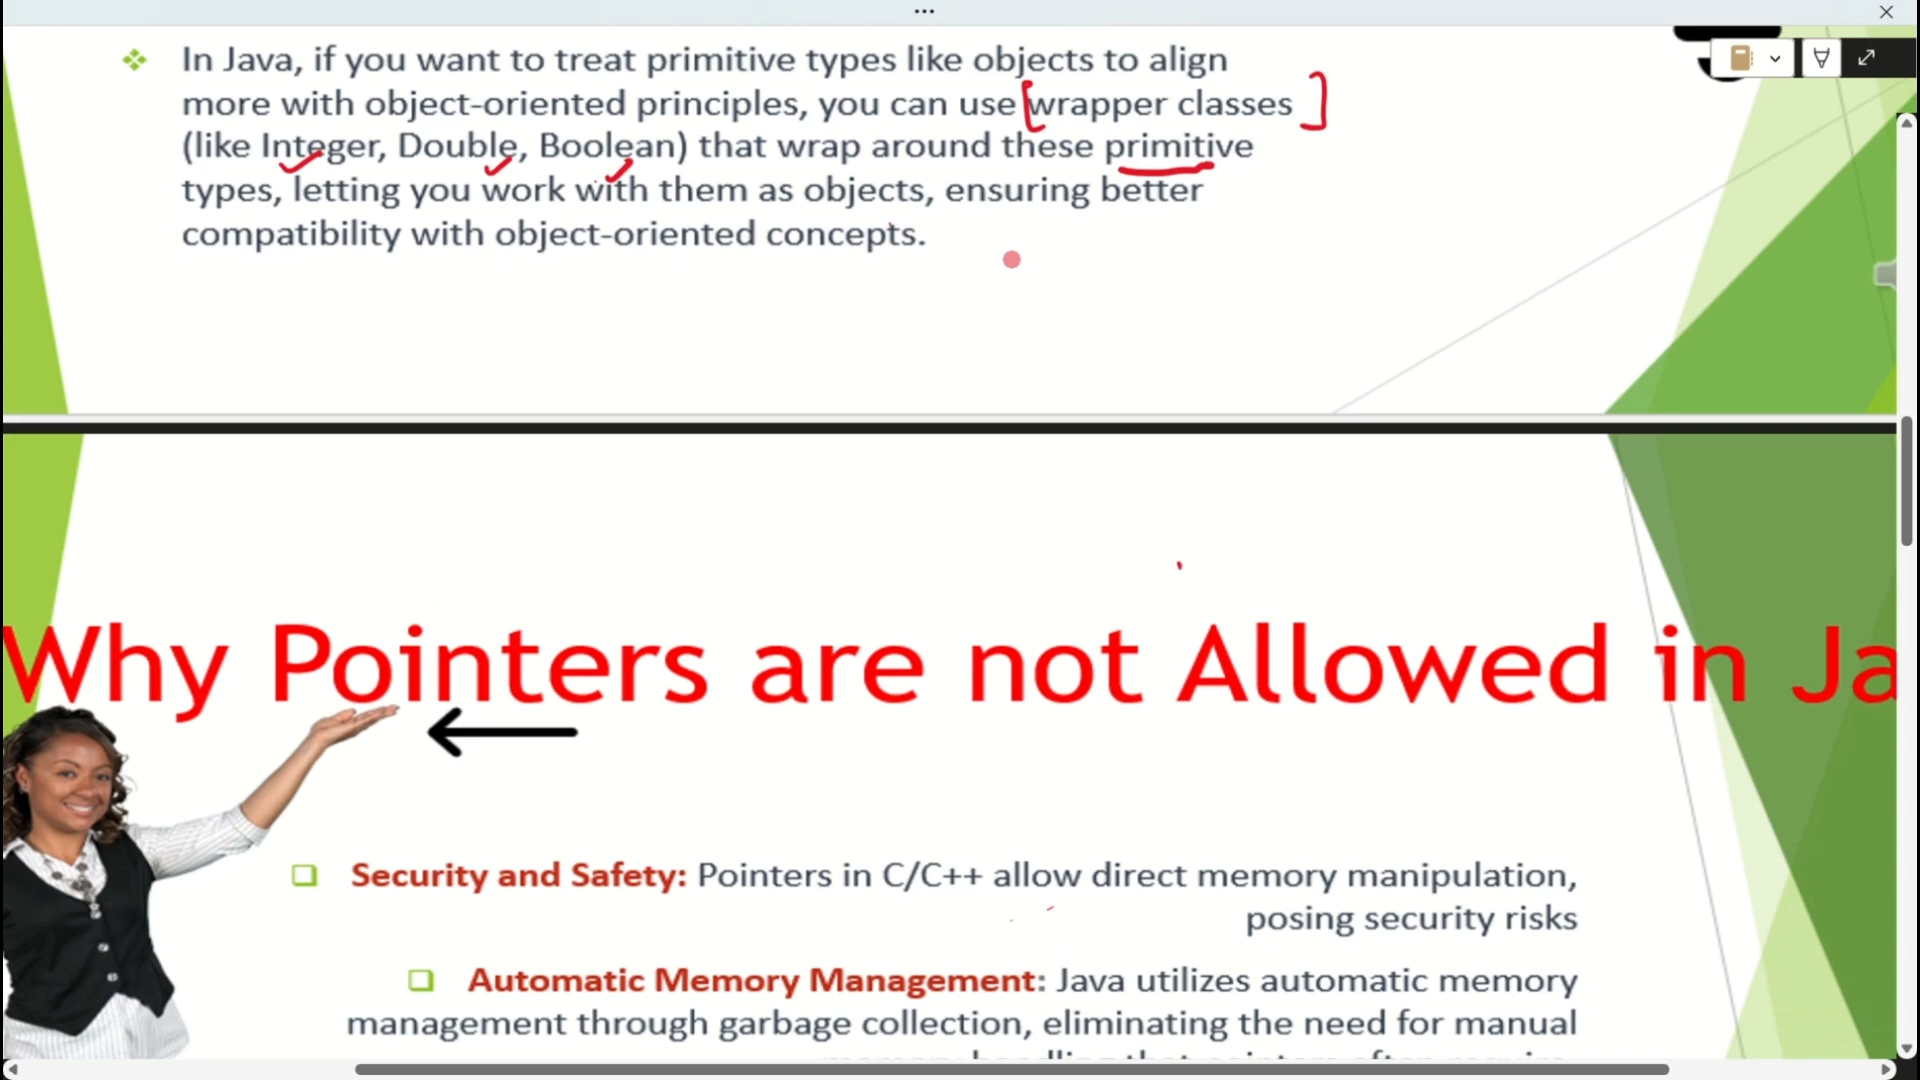 In Java, if you want to treat primitive types like objects to align
more with object-oriented principles, you can use wrapper classes
(like Integer, Double, Boolean) that wrap around these primitive
types, letting you work with them as objects, ensuring better
compatibility with object-oriented concepts.
Why Pointers are not Allowed in Ja
Security and Safety: Pointers in C/C++ allow direct memory manipulation,
posing security risks
Automatic Memory Management: Java utilizes automatic memory
management through garbage collection, eliminating the need for manual